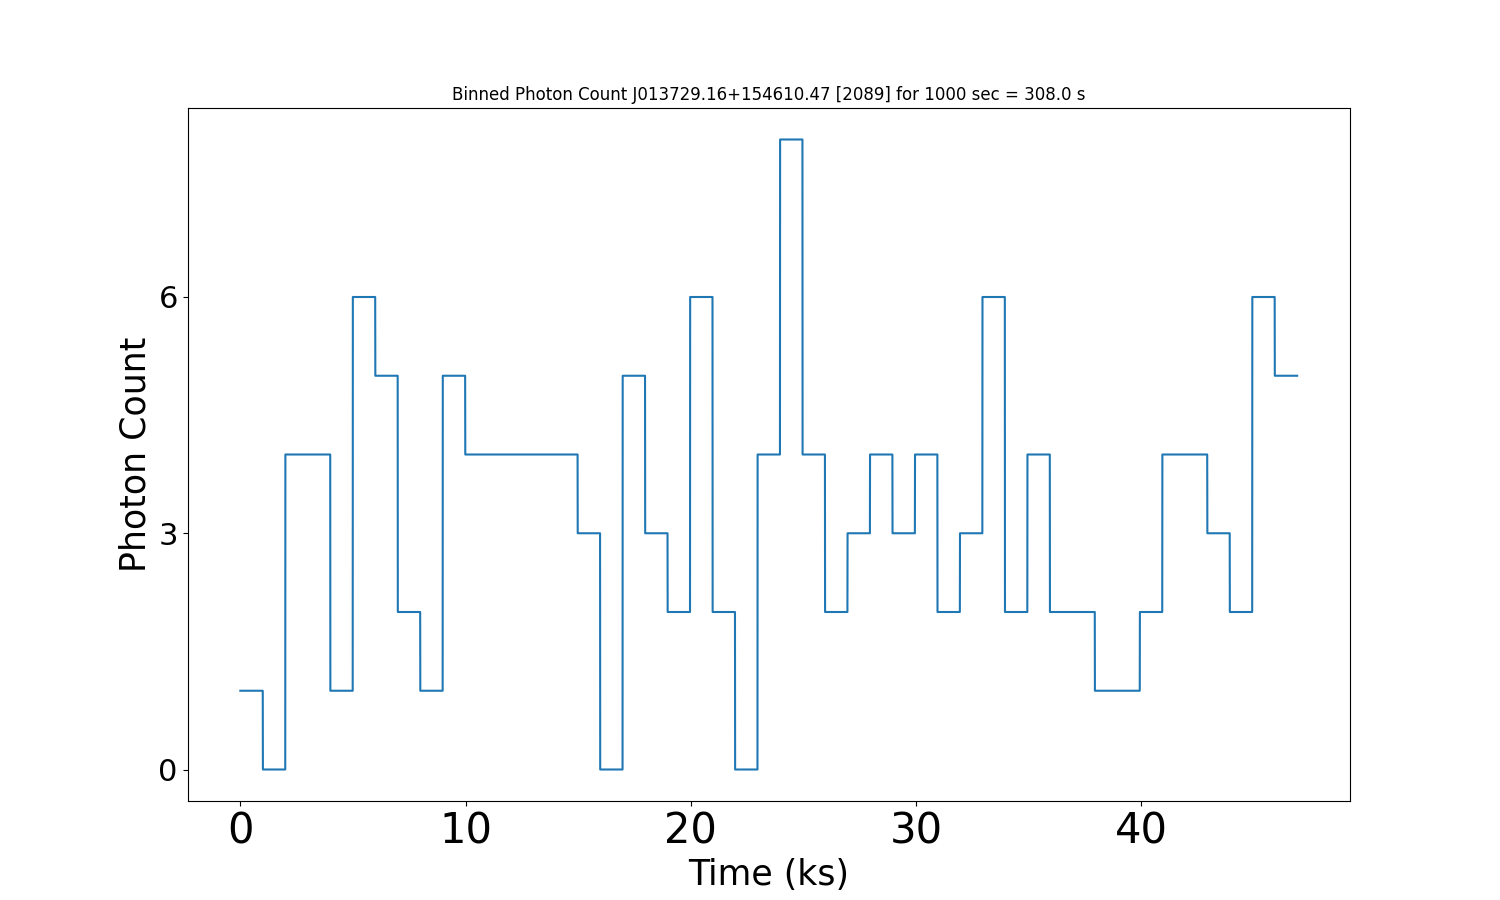 Binned Photon Count J013729.16+154610.47 [2089] for 1000 sec = 308.0 s
6
3
0
Photon Count
0 10 20 30 40
Time (ks)